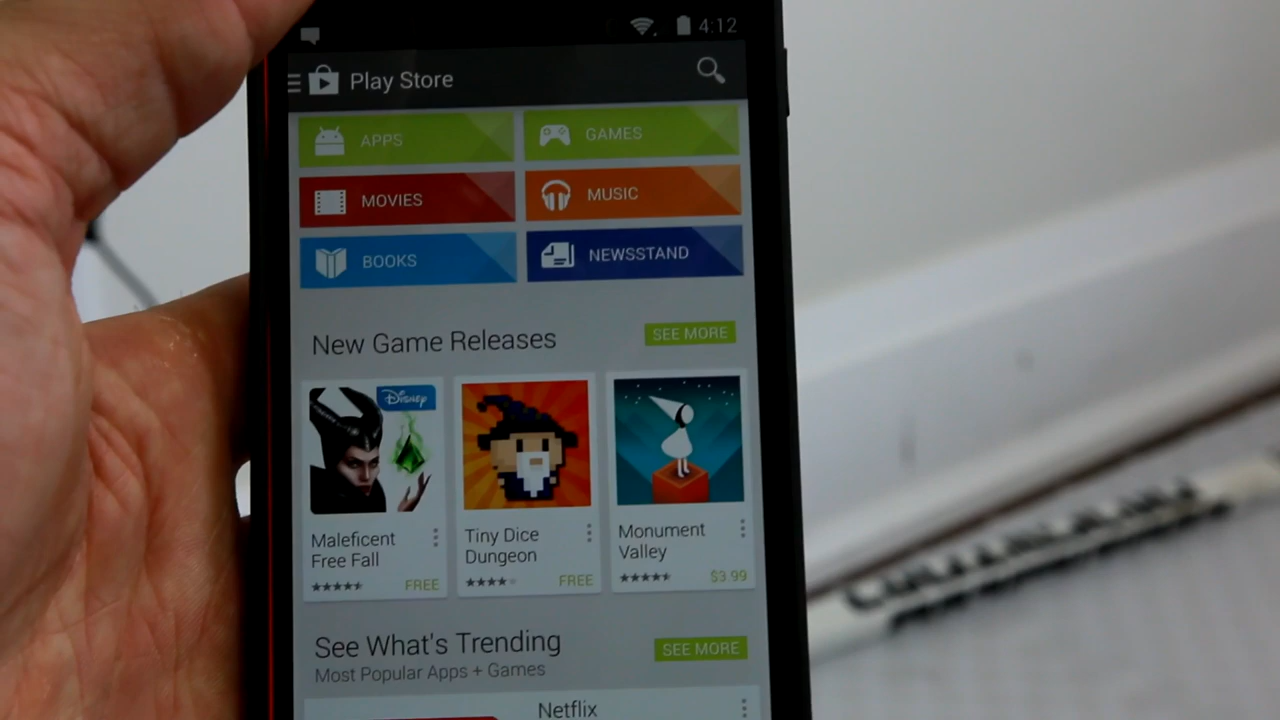 4:12
Play Store
APPS
GAMES
MOVIES
MUSIC
BOOKS
NEWSSTAND
New Game Releases
SEE MORE
Disney
Maleficent
Free Fall
FREE
Tiny Dice
Dungeon
FREE
Monument
Valley
$3.99
See What's Trending
SEE MORE
Most Popular Apps + Games
Netflix